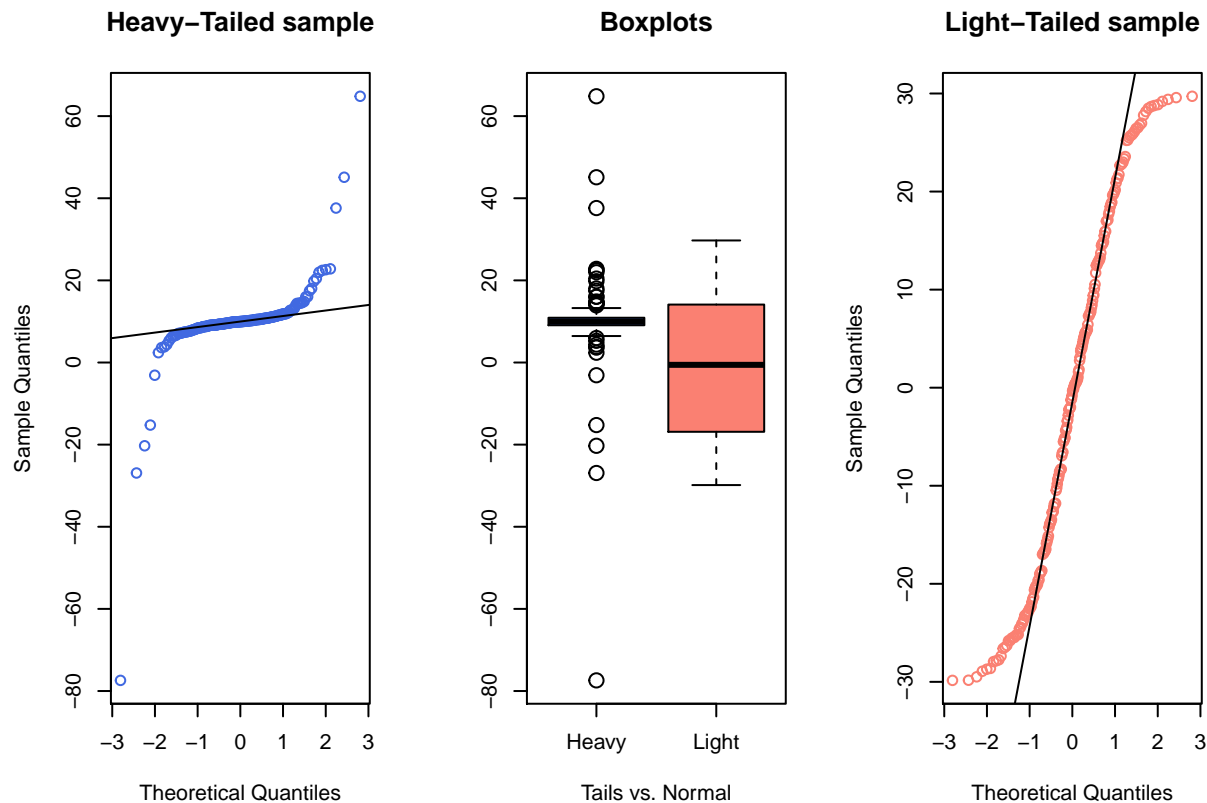 Heavy−Tailed sample
Sample Quantiles
60
40
20
0
−20
−40
−60
−80
−3 −2 −1 0 1 2 3
Theoretical Quantiles
Boxplots
60
40
20
0
−20
−40
−60
−80
Heavy Light
Tails vs. Normal
Light−Tailed sample
Sample Quantiles
30
20
10
0
−10
−20
−30
−3 −2 −1 0 1 2 3
Theoretical Quantiles